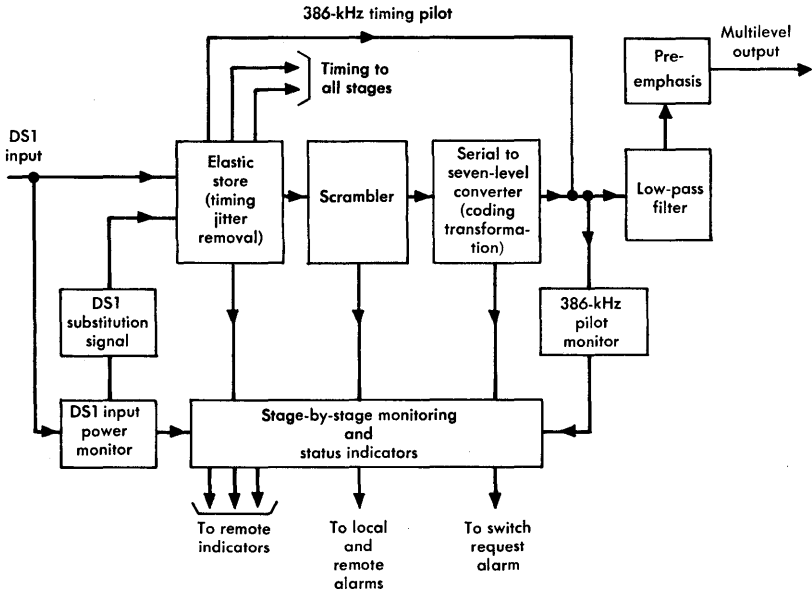 386-kHz timing pilot
Timing to
all stages
Pre-
emphasis
Multilevel
output
DS1
input
Elastic
store
(timing
jitter
removal)
Scrambler
Serial to
seven-level
converter
(coding
transforma-
tion)
Low-pass
filter
DS1
substitution
signal
386-kHz
pilot
monitor
DS1 input
power
monitor
Stage-by-stage monitoring
and
status indicators
To remote
indicators
To local
and
remote
alarms
To switch
request
alarm